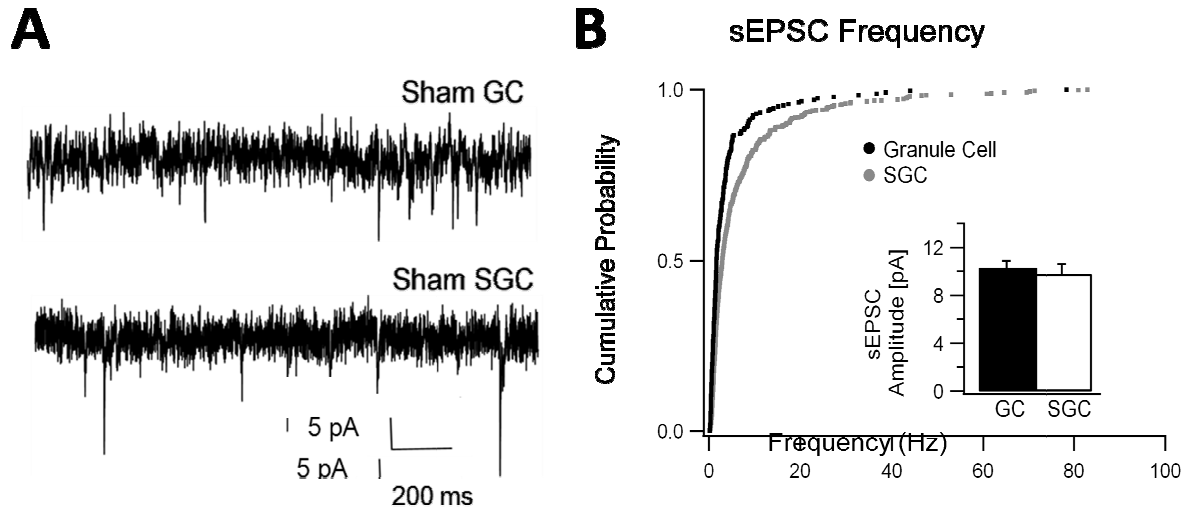 A
Sham GC
Sham SGC
5 pA
5 pA
200 ms
B
sEPSC Frequency
Cumulative Probability
1.0
0.5
0.0
Granule Cell
SGC
sEPSC
Amplitude [pA]
12
8
4
0
GC SGC
Frequency (Hz)
0 20 40 60 80 100